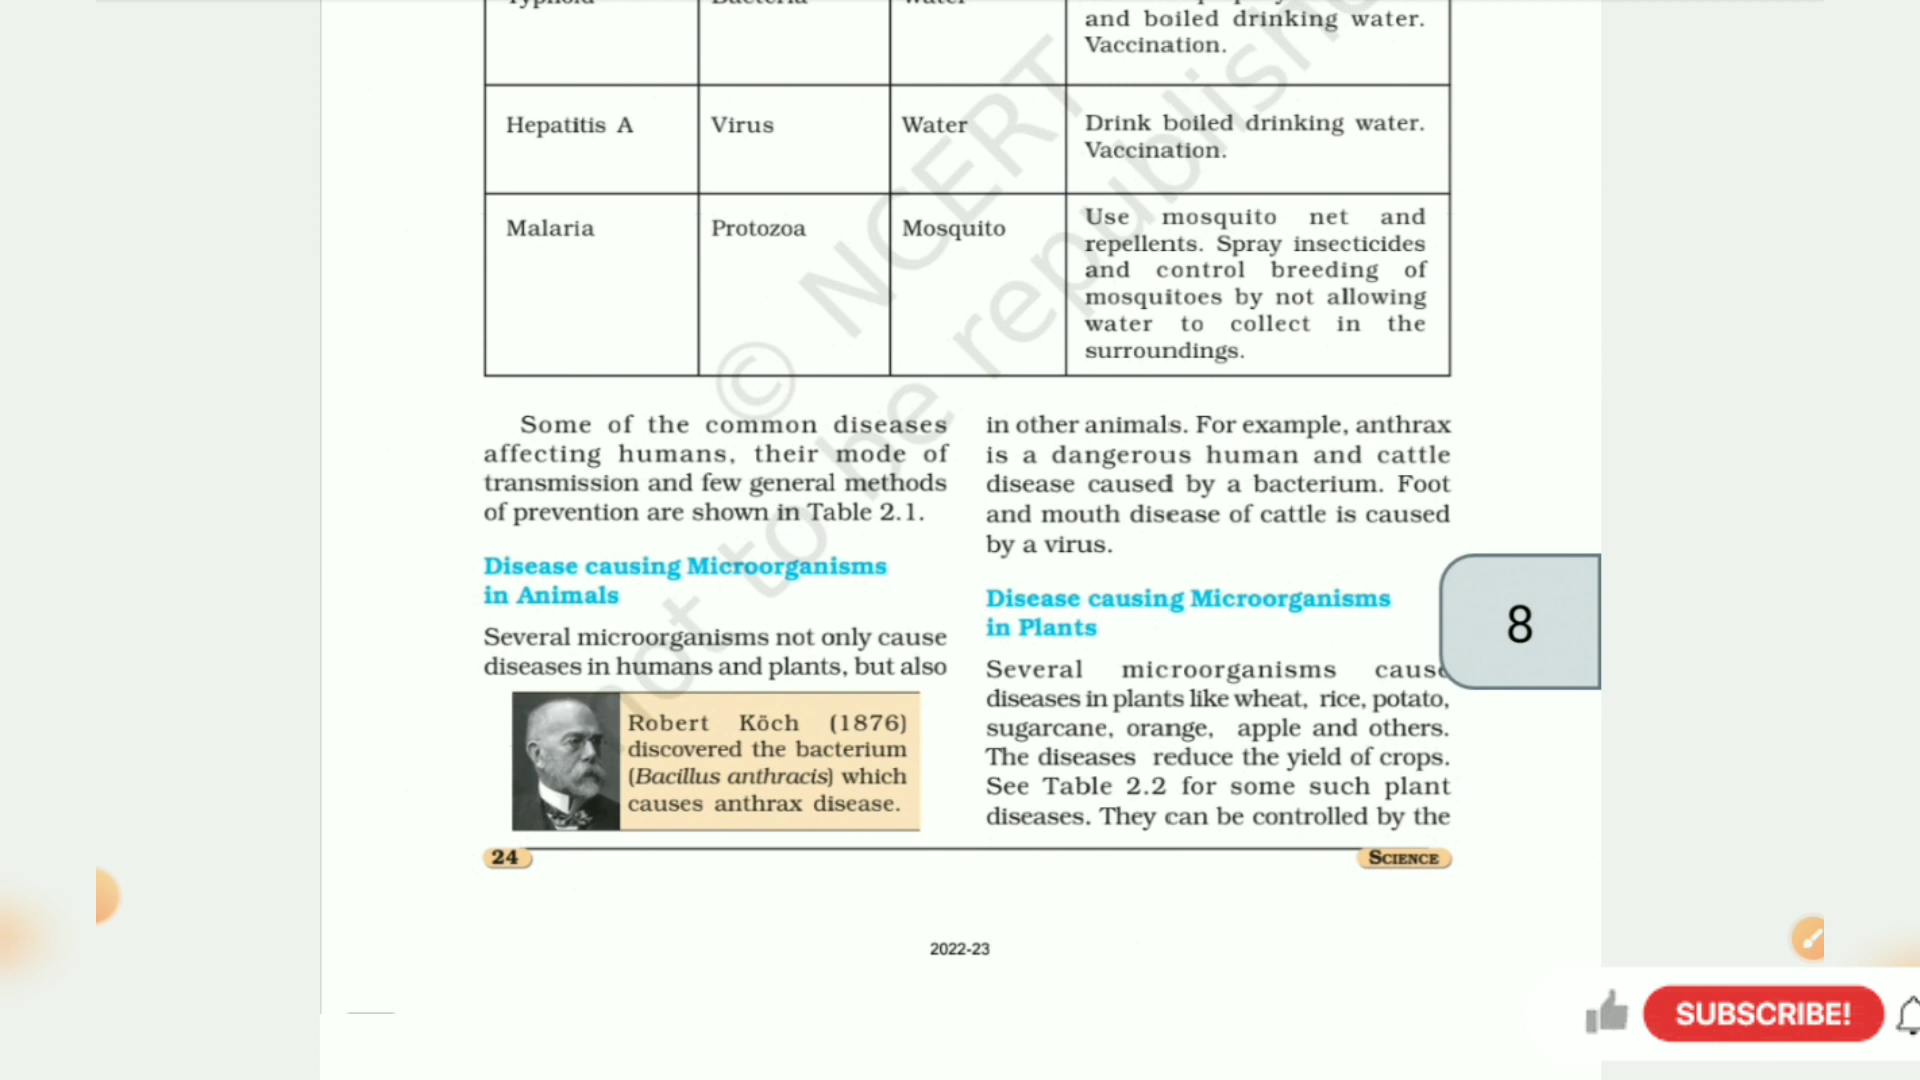 Typhoid Bacteria Water
and boiled drinking water.
Vaccination.
Hepatitis A Virus Water Drink boiled drinking water.
Vaccination.
Malaria Protozoa Mosquito Use mosquito net and
repellents. Spray insecticides
and control breeding of
mosquitoes by not allowing
water to collect in the
surroundings.
© NCERT
not to be republished
Some of the common diseases
affecting humans, their mode of
transmission and few general methods
of prevention are shown in Table 2.1.
Disease causing Microorganisms
in Animals
Several microorganisms not only cause
diseases in humans and plants, but also
Robert Köch (1876)
discovered the bacterium
(Bacillus anthracis) which
causes anthrax disease.
in other animals. For example, anthrax
is a dangerous human and cattle
disease caused by a bacterium. Foot
and mouth disease of cattle is caused
by a virus.
Disease causing Microorganisms
in Plants
Several microorganisms cause
diseases in plants like wheat, rice, potato,
sugarcane, orange, apple and others.
The diseases reduce the yield of crops.
See Table 2.2 for some such plant
diseases. They can be controlled by the
8
24 SCIENCE
2022-23
SUBSCRIBE!